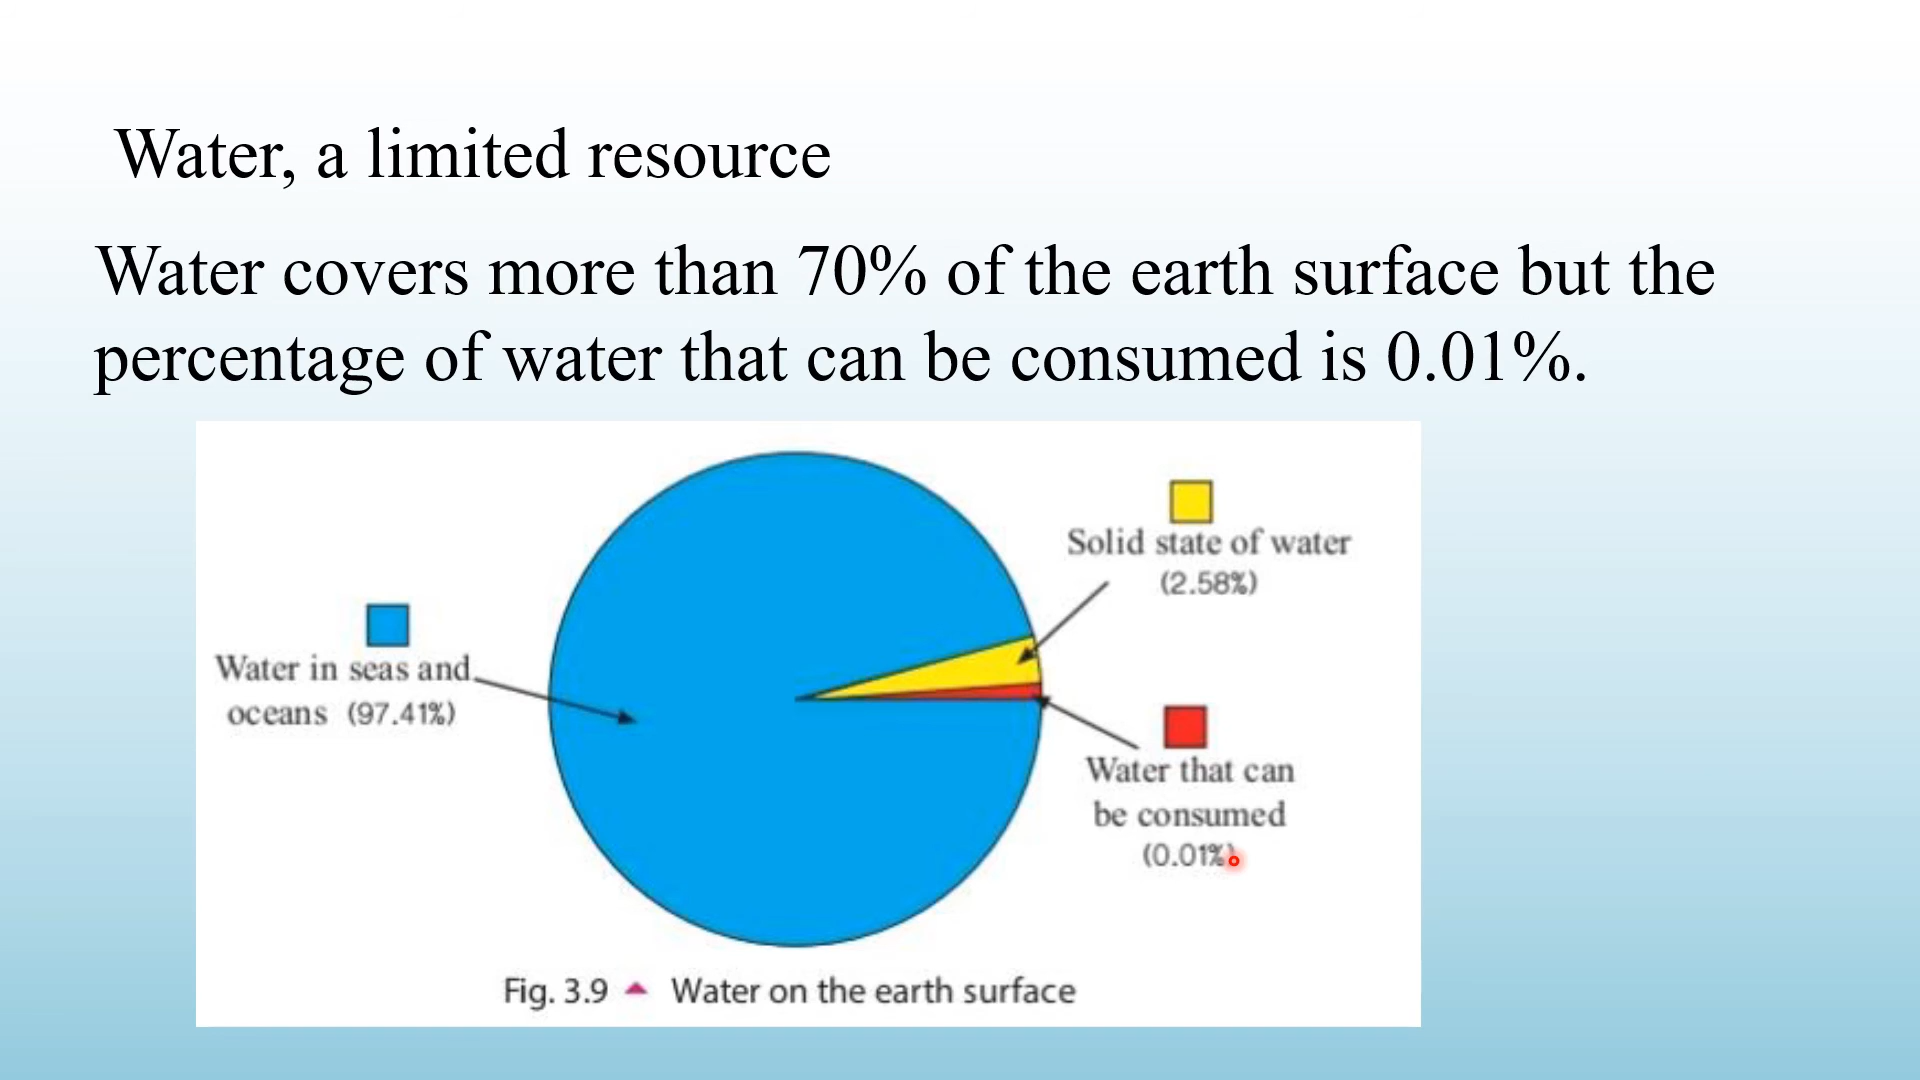 Water, a limited resource
Water covers more than 70% of the earth surface but the
percentage of water that can be consumed is 0.01%.
Solid state of water
(2.58%)
Water in seas and
oceans (97.41%)
Water that can
be consumed
(0.01%)
Fig. 3.9 Water on the earth surface